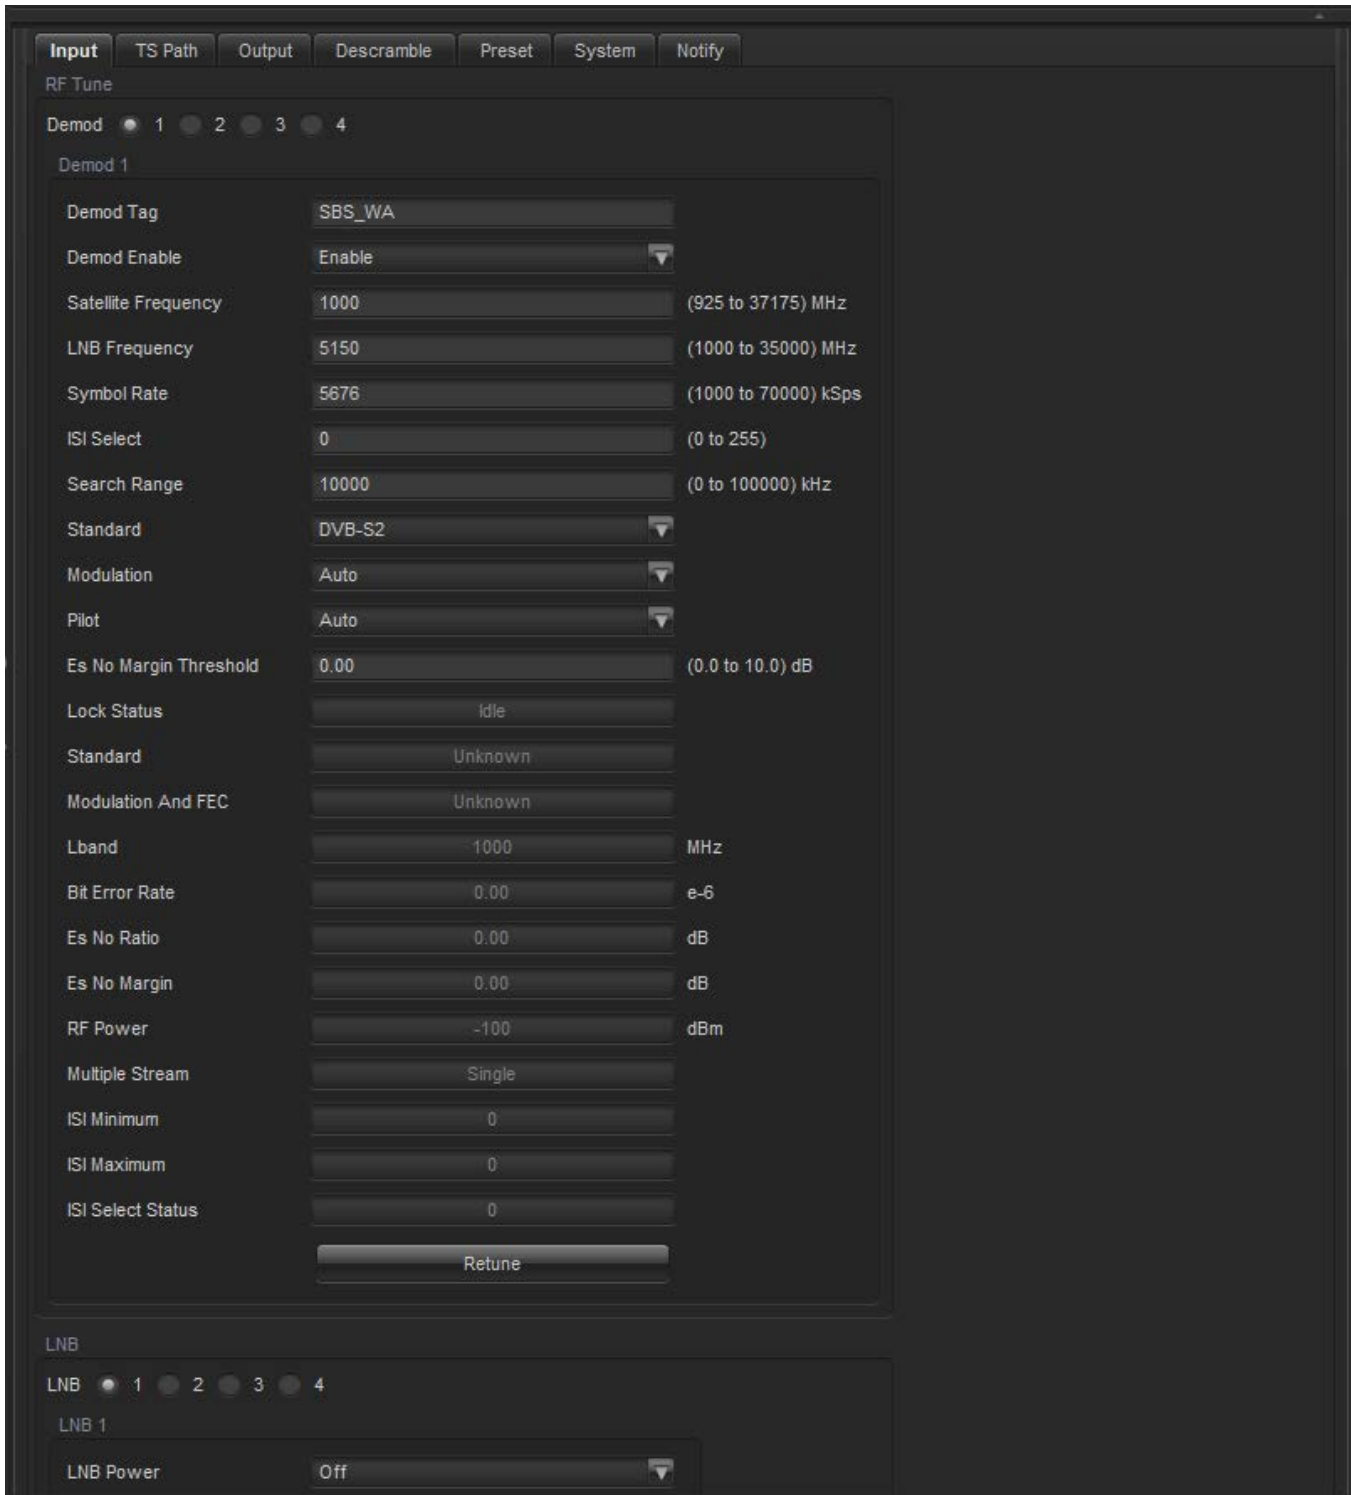 Input TS Path Output Descramble Preset System Notify
RF Tune
Demod 1 2 3 4
Demod 1
Demod Tag SBS_WA
Demod Enable Enable
Satellite Frequency 1000 (925 to 37175) MHz
LNB Frequency 5150 (1000 to 35000) MHz
Symbol Rate 5676 (1000 to 70000) kSps
ISI Select 0 (0 to 255)
Search Range 10000 (0 to 100000) kHz
Standard DVB-S2
Modulation Auto
Pilot Auto
Es No Margin Threshold 0.00 (0.0 to 10.0) dB
Lock Status Idle
Standard Unknown
Modulation And FEC Unknown
Lband 1000 MHz
Bit Error Rate 0.00 e-6
Es No Ratio 0.00 dB
Es No Margin 0.00 dB
RF Power -100 dBm
Multiple Stream Single
ISI Minimum 0
ISI Maximum 0
ISI Select Status 0
Retune
LNB
LNB 1 2 3 4
LNB 1
LNB Power Off